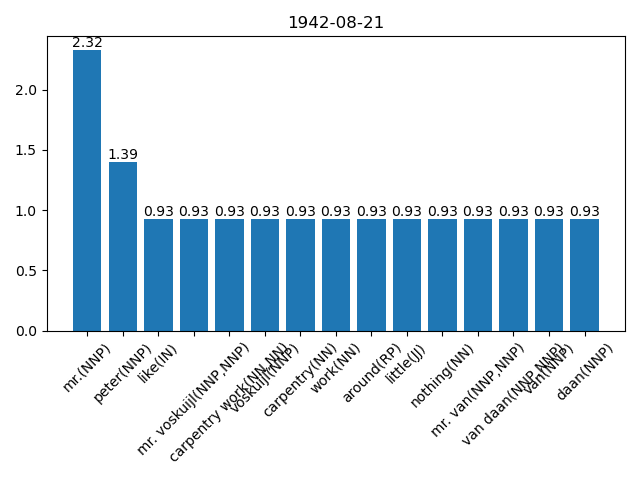 1942-08-21
2.32
1.39
0.93 0.93 0.93 0.93 0.93 0.93 0.93 0.93 0.93 0.93 0.93 0.93 0.93
2.0
1.5
1.0
0.5
0.0
mr.(NNP)
peter(NNP)
like(IN)
mr. voskuijl(NNP,NNP)
carpentry work(NN,NN)
voskuijl(NNP)
carpentry(NN)
work(NN)
around(RP)
little(JJ)
nothing(NN)
mr. van(NNP,NNP)
van daan(NNP,NNP)
van(NNP)
daan(NNP)